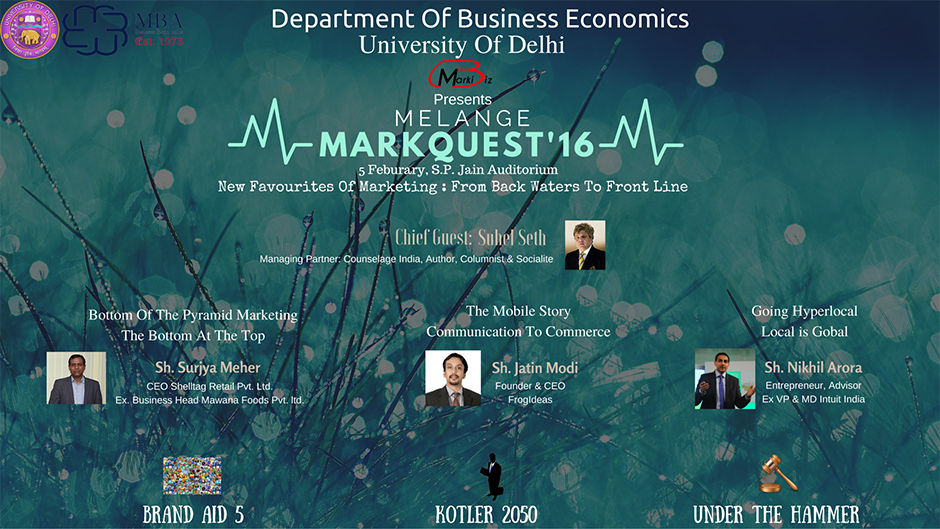 UNIVERSITY OF DELHI
MBA
Est. 1973
Department Of Business Economics
University Of Delhi
MarkiBiz
Presents
MELANGE
MARKQUEST'16
5 Feburary, S.P. Jain Auditorium
New Favourites Of Marketing : From Back Waters To Front Line
Chief Guest: Suhel Seth
Managing Partner: Counselage India, Author, Columnist & Socialite
Bottom Of The Pyramid Marketing
The Bottom At The Top
Sh. Surjya Meher
CEO Shelltag Retail Pvt. Ltd.
Ex. Business Head Mawana Foods Pvt. ltd.
The Mobile Story
Communication To Commerce
Sh. Jatin Modi
Founder & CEO
FrogIdeas
Going Hyperlocal
Local is Gobal
Sh. Nikhil Arora
Entrepreneur, Advisor
Ex VP & MD Intuit India
BRAND AID 5
KOTLER 2050
UNDER THE HAMMER